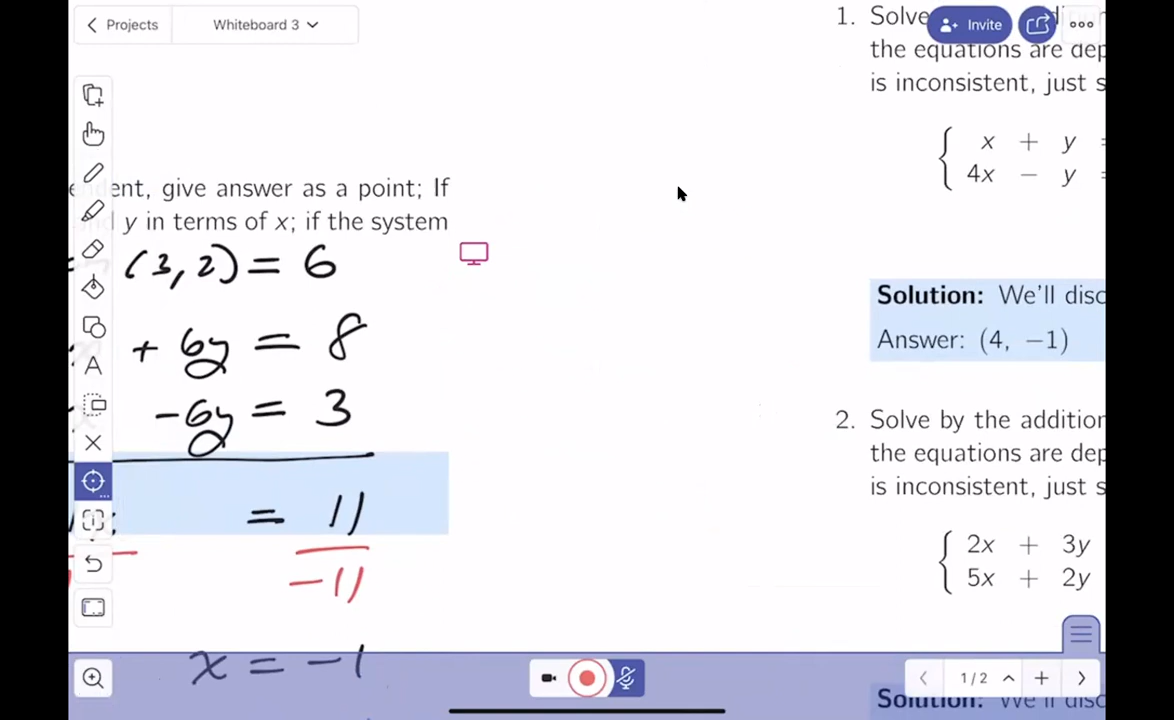 Projects
Whiteboard 3
Invite
ent, give answer as a point; If
y in terms of x; if the system
(3, 2) = 6
+ 6y = 8
-6y = 3
= 11
-11
x = -1
1. Solve
the equations are dep
is inconsistent, just s
x + y =
4x − y =
Solution: We'll disc
Answer: (4, −1)
2. Solve by the addition
the equations are dep
is inconsistent, just s
2x + 3y
5x + 2y
Solution: We'll disc
A
1/2